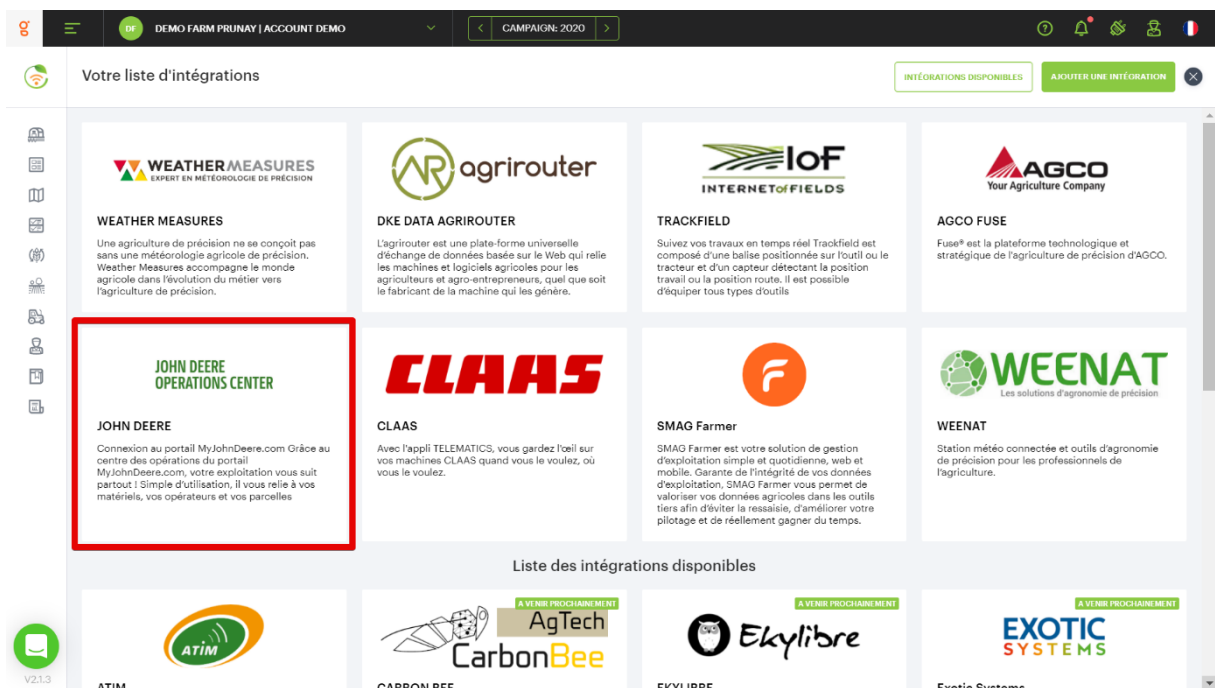 DF DEMO FARM PRUNAY | ACCOUNT DEMO
CAMPAIGN: 2020
Votre liste d'intégrations
INTÉGRATIONS DISPONIBLES
AJOUTER UNE INTÉGRATION
WEATHER MEASURES
EXPERT EN MÉTÉOROLOGIE DE PRÉCISION
WEATHER MEASURES
Une agriculture de précision ne se conçoit pas
sans une météorologie agricole de précision.
Weather Measures accompagne le monde
agricole dans l'évolution du métier vers
l'agriculture de précision.
AR agrirouter
DKE DATA AGRIROUTER
L'agrirouter est une plate-forme universelle
d'échange de données basée sur le Web qui relie
les machines et logiciels agricoles pour les
agriculteurs et agro-entrepreneurs, quel que soit
le fabricant de la machine qui les génère.
IoF
INTERNET of FIELDS
TRACKFIELD
Suivez vos travaux en temps réel Trackfield est
composé d'une balise positionnée sur l'outil ou le
tracteur et d'un capteur détectant la position
travail ou la position route. Il est possible
d'équiper tous types d'outils
AGCO
Your Agriculture Company
AGCO FUSE
Fuse® est la plateforme technologique et
stratégique de l'agriculture de précision d'AGCO.
JOHN DEERE
OPERATIONS CENTER
JOHN DEERE
Connexion au portail MyJohnDeere.com Grâce au
centre des opérations du portail
MyJohnDeere.com, votre exploitation vous suit
partout ! Simple d'utilisation, il vous relie à vos
matériels, vos opérateurs et vos parcelles
CLAAS
CLAAS
Avec l'appli TELEMATICS, vous gardez l'œil sur
vos machines CLAAS quand vous le voulez, où
vous le voulez.
SMAG Farmer
SMAG Farmer est votre solution de gestion
d'exploitation simple et quotidienne, web et
mobile. Garante de l'intégrité de vos données
d'exploitation, SMAG Farmer vous permet de
valoriser vos données agricoles dans les outils
tiers afin d'éviter la ressaisie, d'améliorer votre
pilotage et de réellement gagner du temps.
WEENAT
Les solutions d'agronomie de précision
WEENAT
Station météo connectée et outils d'agronomie
de précision pour les professionnels de
l'agriculture.
Liste des intégrations disponibles
ATIM
ATIM
A VENIR PROCHAINEMENT
AgTech
CarbonBee
CARBON BEE
A VENIR PROCHAINEMENT
Ekylibre
EKYLIBRE
A VENIR PROCHAINEMENT
EXOTIC
SYSTEMS
Exotic Systems
V2.1.3